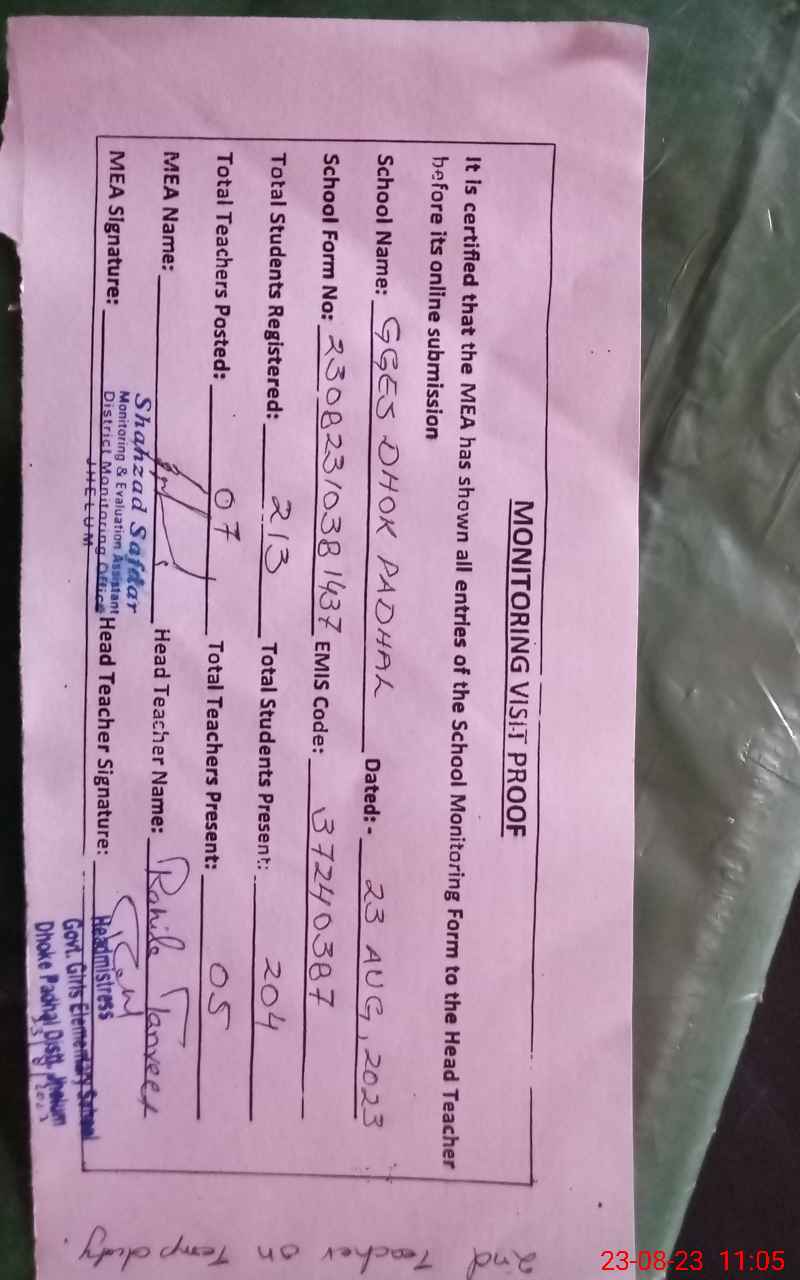 MONITORING VISIT PROOF
It is certified that the MEA has shown all entries of the School Monitoring Form to the Head Teacher
before its online submission
School Name: GGES DHOK PADHAL Dated:- 23 AUG, 2023
School Form No: 23082310381437 EMIS Code: 37240387
Total Students Registered: 213 Total Students Present: 204
Total Teachers Posted: 07 Total Teachers Present: 05
MEA Name: Head Teacher Name: Rahila Tanveer
Shahzad Safdar
Monitoring & Evaluation Assistant
District Monitoring Office
JHELUM
MEA Signature: Head Teacher Signature:
Headmistress
Govt. Girls Elementary School
Dhoke Padhal Distt. Jhelum
2nd Teacher on Temp duty.
23-08-23 11:05